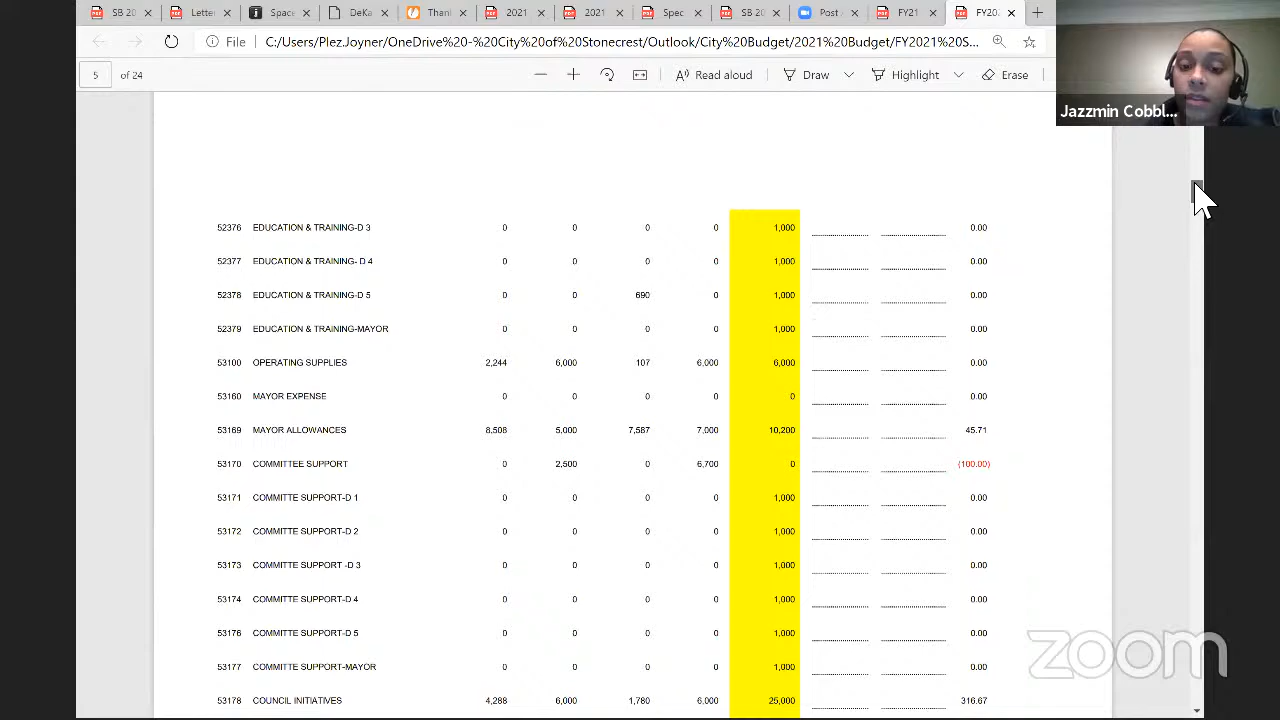 SB 20 Letter Space Thank 202 2021 Spec SB 2( Post FY21 FY202
File C:/Users/Plez.Joyner/OneDrive%20-%20City%20of%20Stonecrest/Outlook/City%20Budget/2021%20Budget/FY2021%20S...
5 of 24 Read aloud Draw Highlight Erase
Jazzmin Cobbl...
52376 EDUCATION & TRAINING-D 3 0 0 0 0 1,000 0.00
52377 EDUCATION & TRAINING- D 4 0 0 0 0 1,000 0.00
52378 EDUCATION & TRAINING-D 5 0 0 690 0 1,000 0.00
52379 EDUCATION & TRAINING-MAYOR 0 0 0 0 1,000 0.00
53100 OPERATING SUPPLIES 2,244 6,000 107 6,000 6,000 0.00
53160 MAYOR EXPENSE 0 0 0 0 0 0.00
53169 MAYOR ALLOWANCES 8,508 5,000 7,587 7,000 10,200 45.71
53170 COMMITTEE SUPPORT 0 2,500 0 6,700 0 (100.00)
53171 COMMITTE SUPPORT-D 1 0 0 0 0 1,000 0.00
53172 COMMITTE SUPPORT-D 2 0 0 0 0 1,000 0.00
53173 COMMITTE SUPPORT -D 3 0 0 0 0 1,000 0.00
53174 COMMITTE SUPPORT-D 4 0 0 0 0 1,000 0.00
53176 COMMITTE SUPPORT-D 5 0 0 0 0 1,000 0.00
53177 COMMITTE SUPPORT-MAYOR 0 0 0 0 1,000 0.00
53178 COUNCIL INITIATIVES 4,286 6,000 1,780 6,000 25,000 316.67
zoom